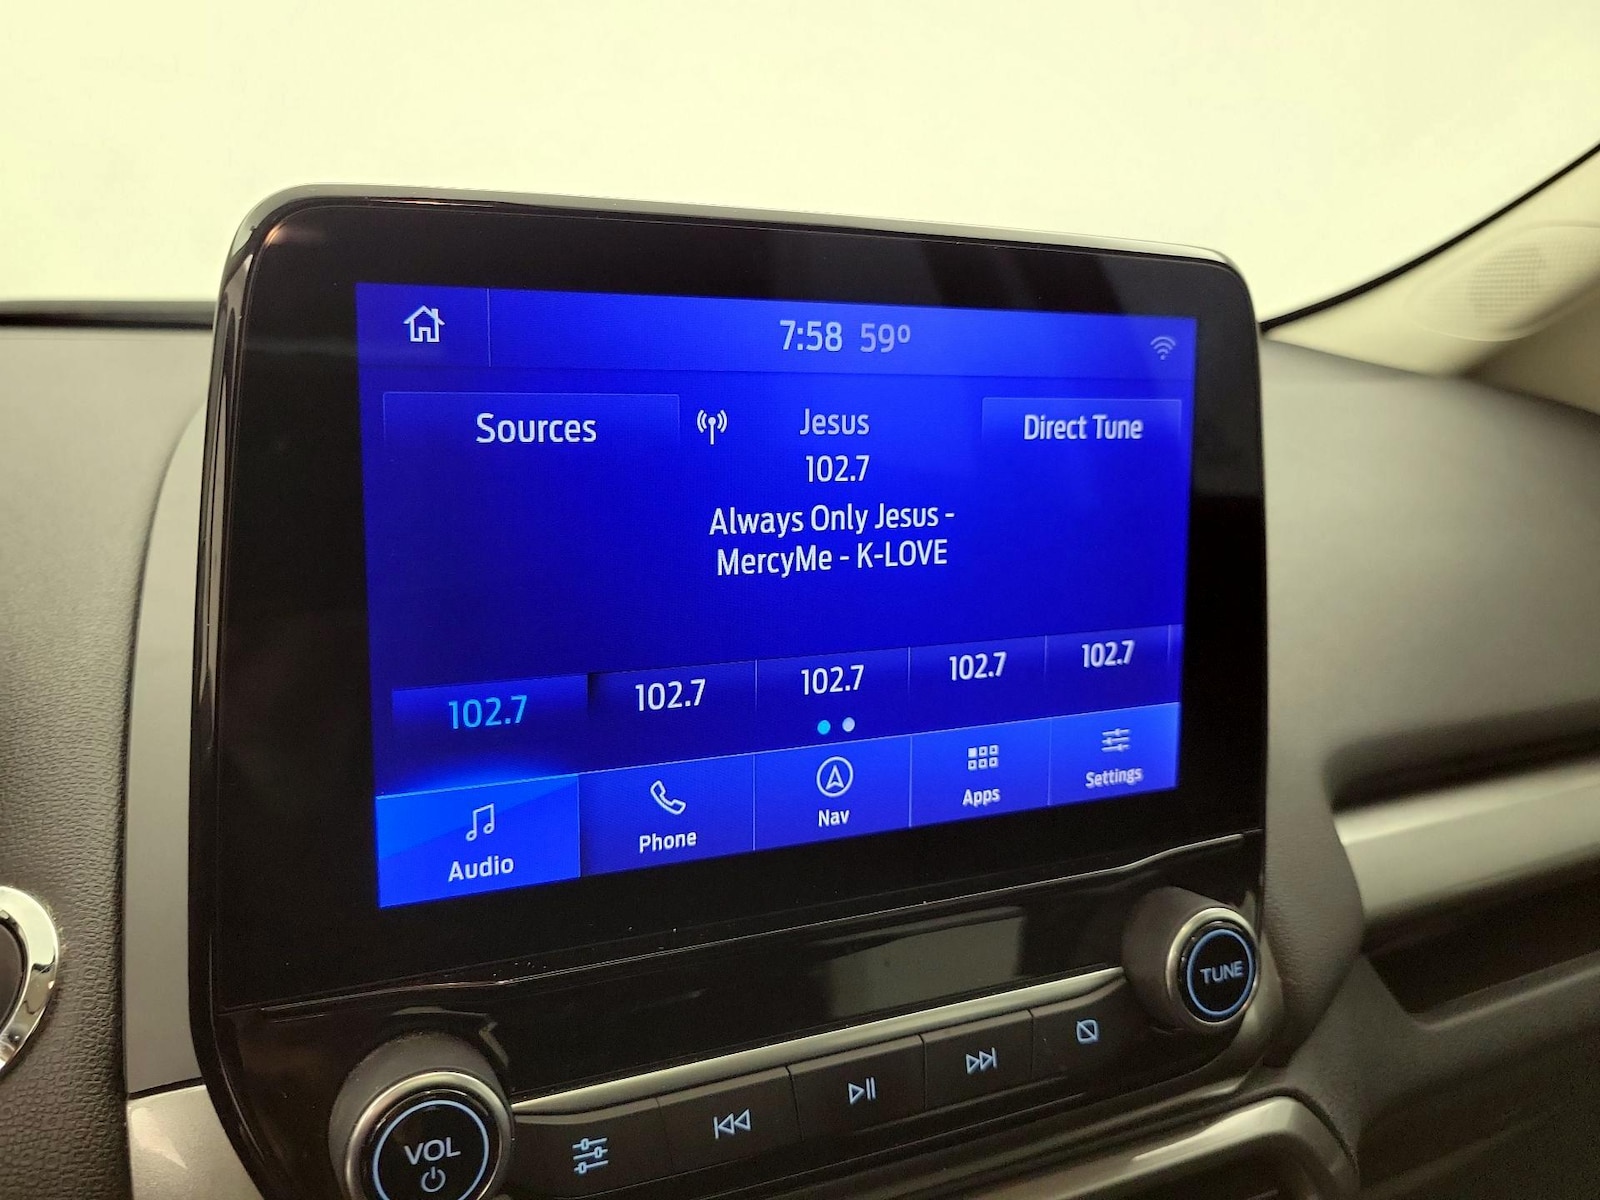 7:58 59º
Sources
Jesus
Direct Tune
102.7
Always Only Jesus -
MercyMe - K-LOVE
102.7 102.7 102.7 102.7 102.7
Audio Phone Nav Apps Settings
TUNE
VOL